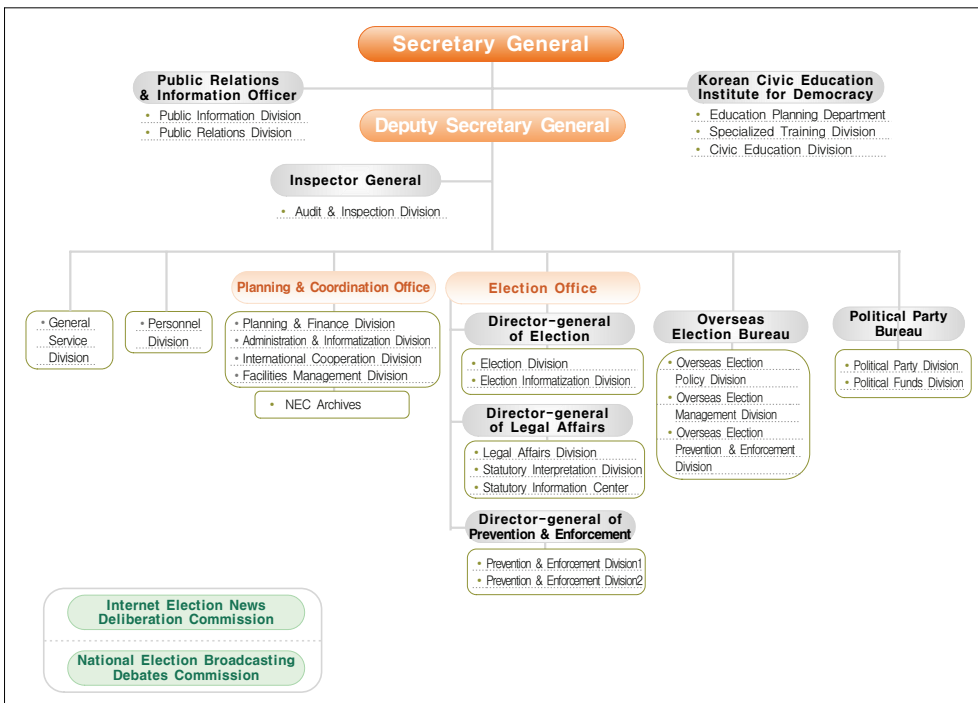 Secretary General
Public Relations
& Information Officer
• Public Information Division
• Public Relations Division
Korean Civic Education
Institute for Democracy
• Education Planning Department
• Specialized Training Division
• Civic Education Division
Deputy Secretary General
Inspector General
• Audit & Inspection Division
• General
Service
Division
• Personnel
Division
Planning & Coordination Office
• Planning & Finance Division
• Administration & Informatization Division
• International Cooperation Division
• Facilities Management Division
• NEC Archives
Election Office
Director-general
of Election
• Election Division
• Election Informatization Division
Director-general
of Legal Affairs
• Legal Affairs Division
• Statutory Interpretation Division
• Statutory Information Center
Director-general of
Prevention & Enforcement
• Prevention & Enforcement Division1
• Prevention & Enforcement Division2
Overseas
Election Bureau
• Overseas Election
Policy Division
• Overseas Election
Management Division
• Overseas Election
Prevention & Enforcement
Division
Political Party
Bureau
• Political Party Division
• Political Funds Division
Internet Election News
Deliberation Commission
National Election Broadcasting
Debates Commission